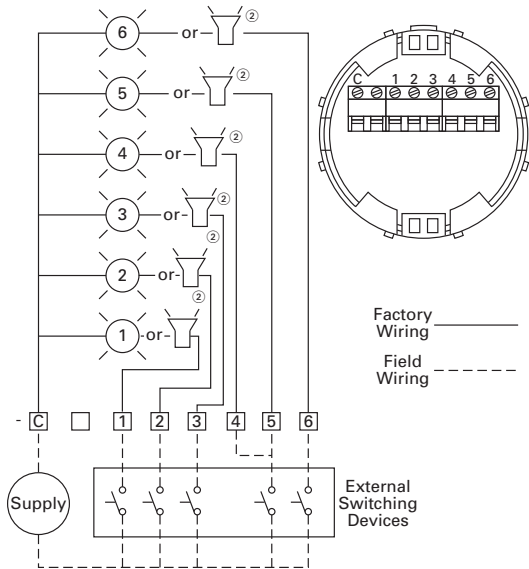 6 or ②
5 or ②
4 or ②
3 or ②
②
2 or
②
1 or
C 1 2 3 4 5 6
Factory
Wiring
Field
Wiring
- C 1 2 3 4 5 6
Supply
External
Switching
Devices